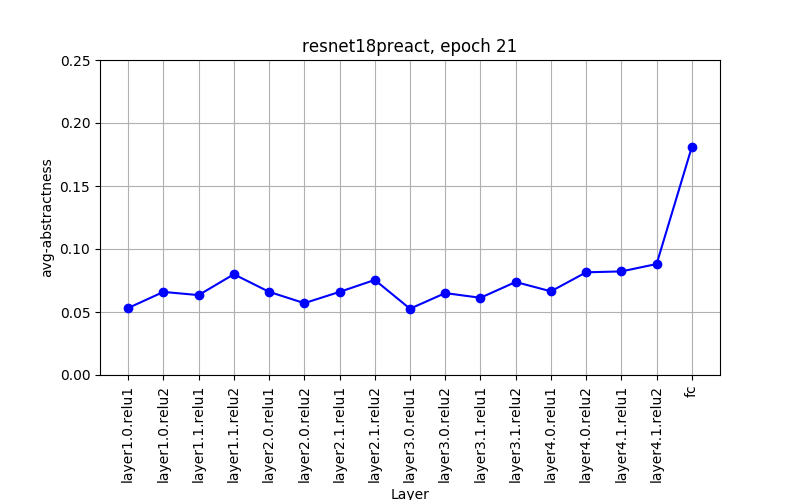 resnet18preact, epoch 21
avg-abstractness
0.25
0.20
0.15
0.10
0.05
0.00
layer1.0.relu1
layer1.0.relu2
layer1.1.relu1
layer1.1.relu2
layer2.0.relu1
layer2.0.relu2
layer2.1.relu1
layer2.1.relu2
layer3.0.relu1
layer3.0.relu2
layer3.1.relu1
layer3.1.relu2
layer4.0.relu1
layer4.0.relu2
layer4.1.relu1
layer4.1.relu2
fc
Layer